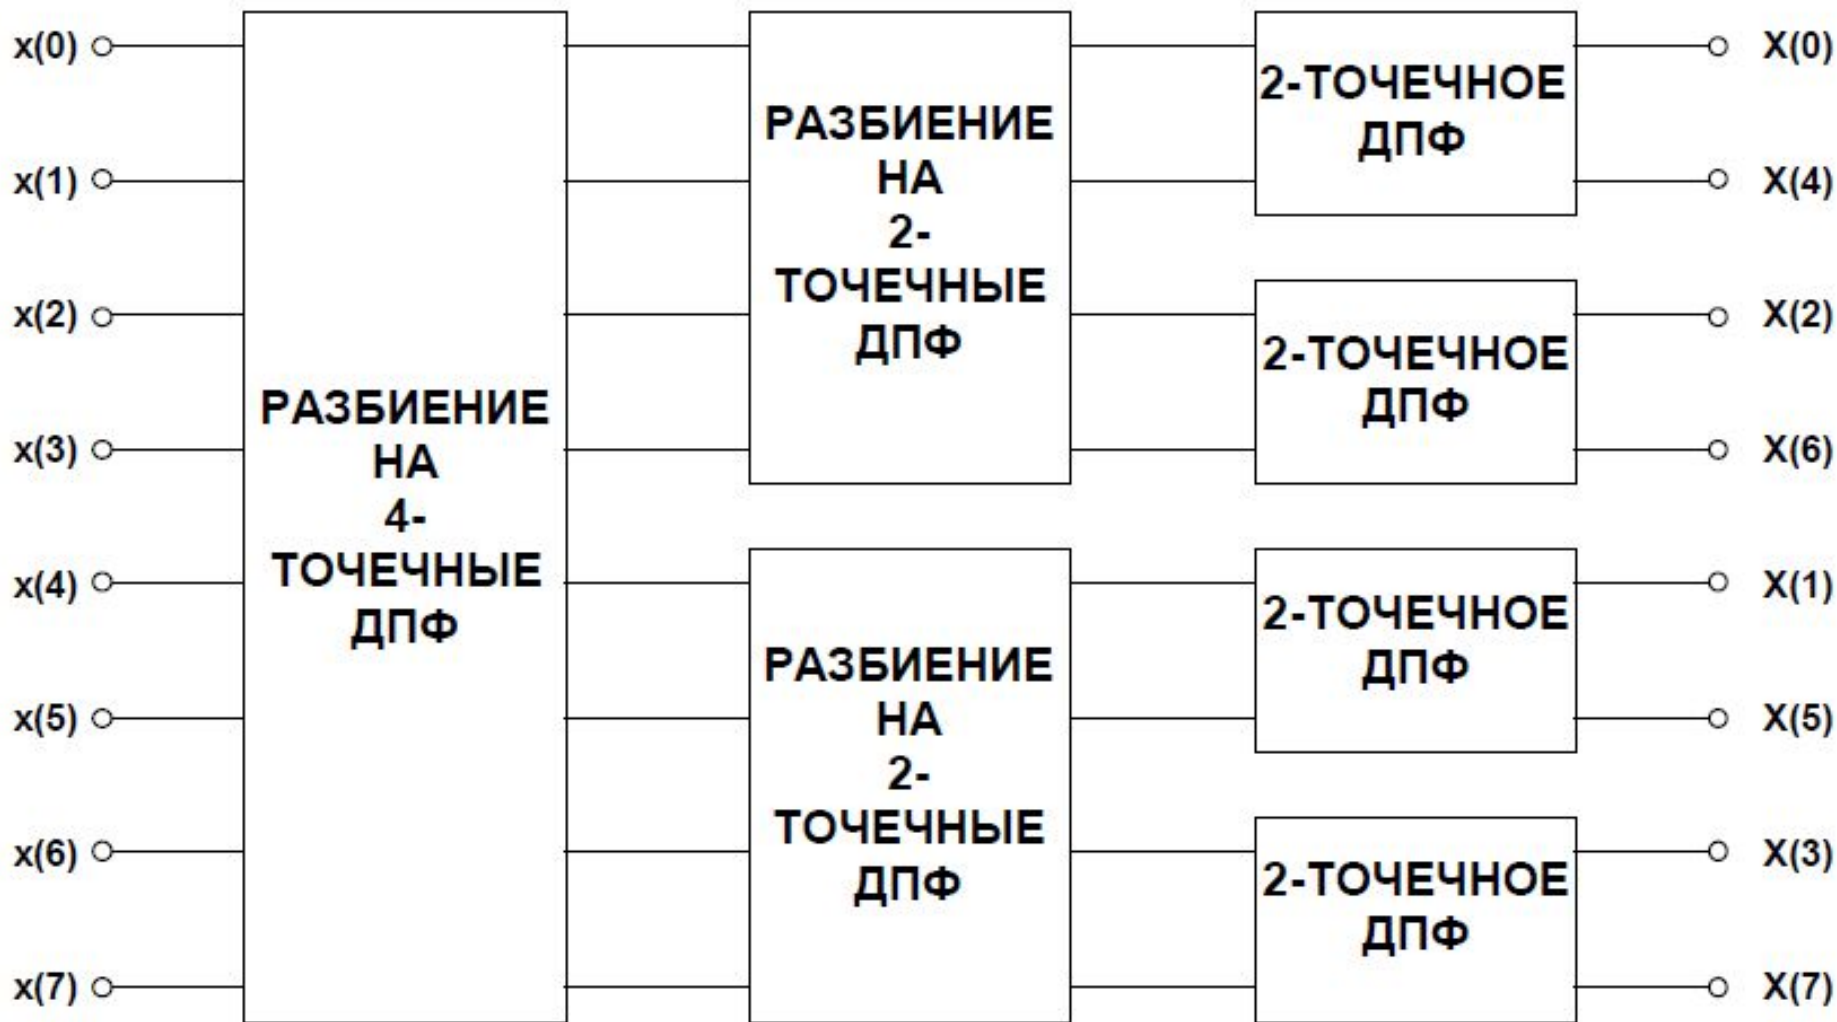 x(0)
x(1)
x(2)
x(3)
x(4)
x(5)
x(6)
x(7)
РАЗБИЕНИЕ
НА
4-
ТОЧЕЧНЫЕ
ДПФ
РАЗБИЕНИЕ
НА
2-
ТОЧЕЧНЫЕ
ДПФ
РАЗБИЕНИЕ
НА
2-
ТОЧЕЧНЫЕ
ДПФ
2-ТОЧЕЧНОЕ
ДПФ
2-ТОЧЕЧНОЕ
ДПФ
2-ТОЧЕЧНОЕ
ДПФ
2-ТОЧЕЧНОЕ
ДПФ
X(0)
X(4)
X(2)
X(6)
X(1)
X(5)
X(3)
X(7)